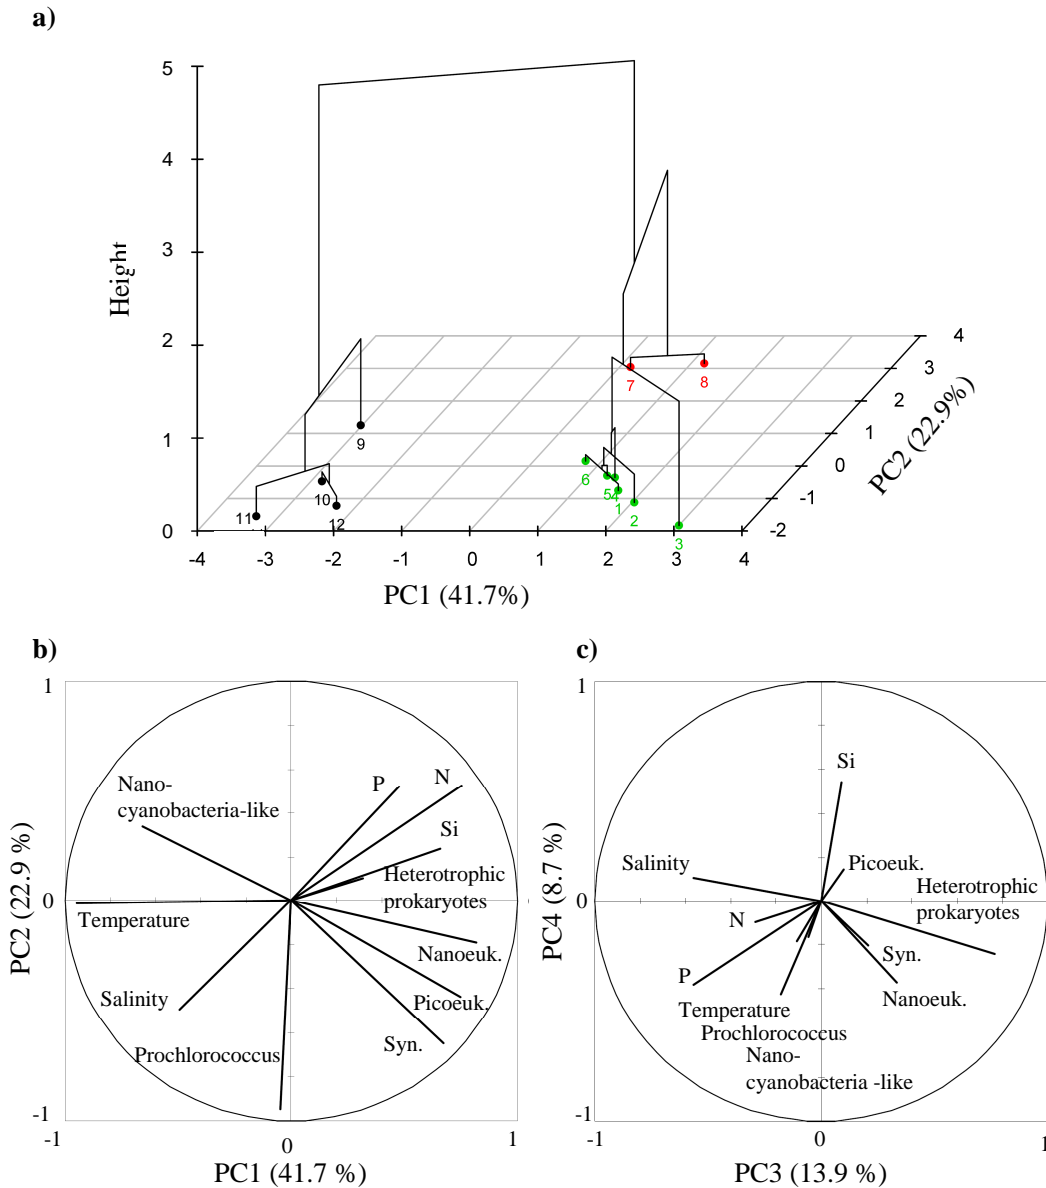 a)
5
4
3
2
1
0
Height
-4
-3
-2
-1
0
1
2
3
4
PC1 (41.7%)
4
3
2
1
0
-1
-2
PC2 (22.9%)
7
8
9
6
5
4
1
2
3
10
11
12
b)
1
0
-1
PC2 (22.9 %)
Nano-
cyanobacteria-like
P
N
Si
Heterotrophic
prokaryotes
Temperature
Nanoeuk.
Salinity
Picoeuk.
Syn.
Prochlorococcus
-1
0
1
PC1 (41.7 %)
c)
1
0
-1
PC4 (8.7 %)
Si
Salinity
Picoeuk.
Heterotrophic
prokaryotes
N
Syn.
P
Nanoeuk.
Temperature
Prochlorococcus
Nano-
cyanobacteria -like
-1
0
1
PC3 (13.9 %)